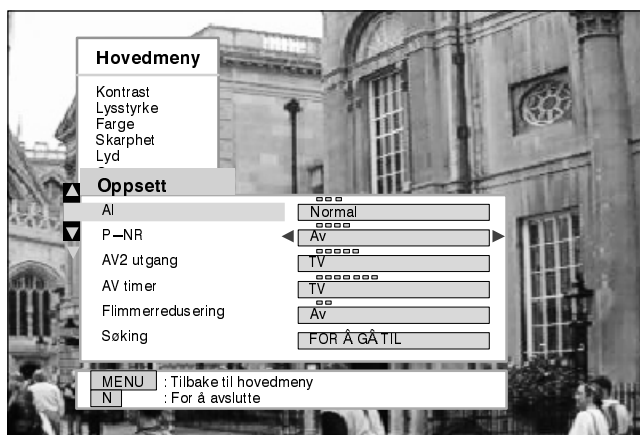 Hovedmeny
Kontrast
Lysstyrke
Farge
Skarphet
Lyd
Oppsett
AI Normal
P–NR Av
AV2 utgang TV
AV timer TV
Flimmerredusering Av
Søking FOR Å GÅ TIL
MENU : Tilbake til hovedmeny
N : For å avslutte